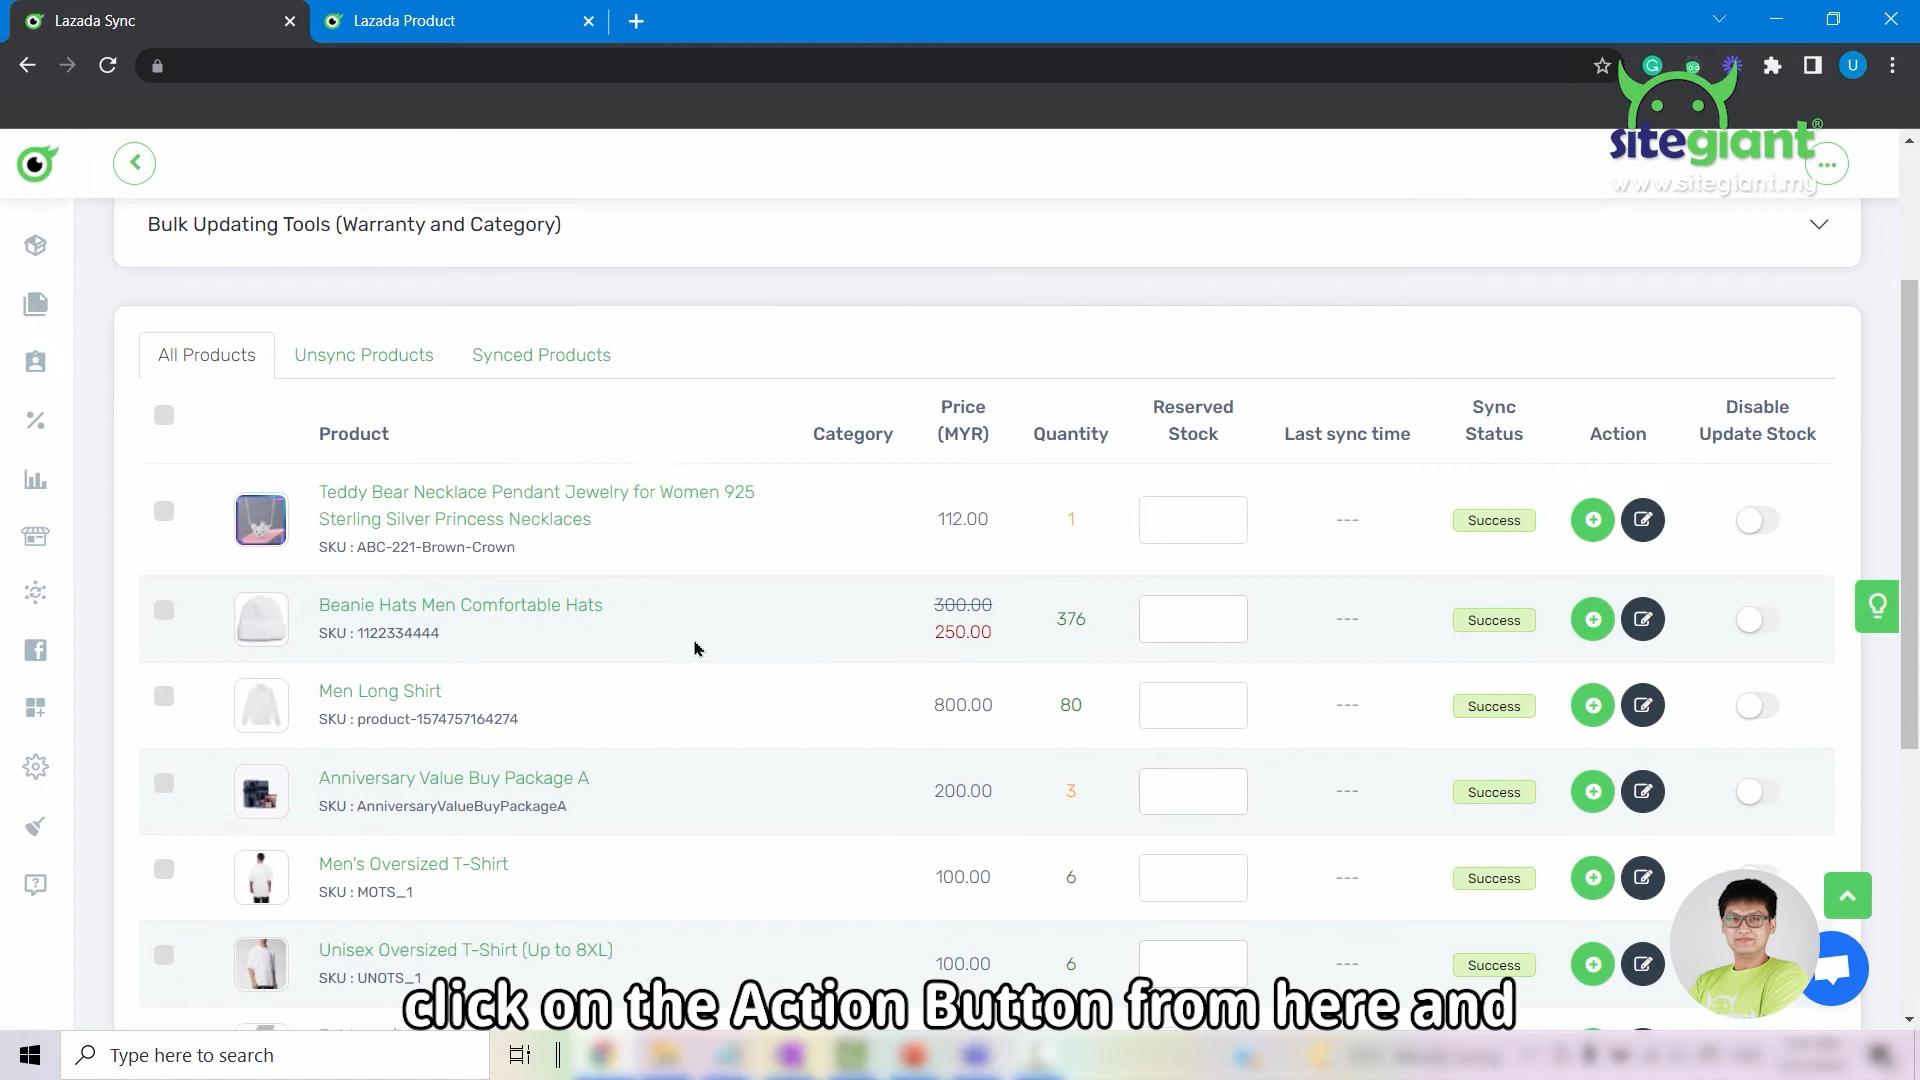 Lazada Sync
Lazada Product
U
sitegiant®
www.sitegiant.my
Bulk Updating Tools (Warranty and Category)
All Products
Unsync Products
Synced Products
Product
Category
Price
(MYR)
Quantity
Reserved
Stock
Last sync time
Sync
Status
Action
Disable
Update Stock
Teddy Bear Necklace Pendant Jewelry for Women 925
Sterling Silver Princess Necklaces
SKU : ABC-221-Brown-Crown
112.00
1
---
Success
Beanie Hats Men Comfortable Hats
SKU : 1122334444
300.00
250.00
376
---
Success
Men Long Shirt
SKU : product-1574757164274
800.00
80
---
Success
Anniversary Value Buy Package A
SKU : AnniversaryValueBuyPackageA
200.00
3
---
Success
Men's Oversized T-Shirt
SKU : MOTS_1
100.00
6
---
Success
Unisex Oversized T-Shirt (Up to 8XL)
SKU : UNOTS_1
100.00
6
---
Success
click on the Action Button from here and
Type here to search